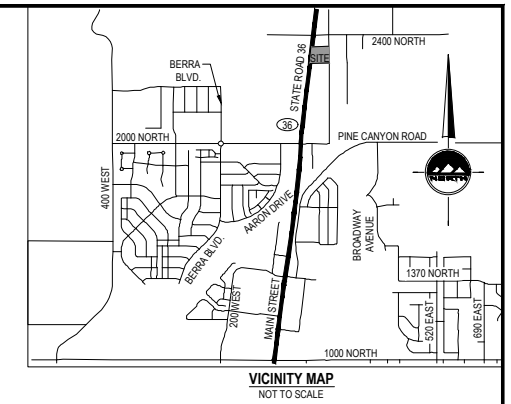 2400 NORTH
BERRA
BLVD.
STATE ROAD 36
SITE
36
2000 NORTH
PINE CANYON ROAD
NORTH
400 WEST
AARON DRIVE
BROADWAY
AVENUE
BERRA BLVD.
200 WEST
MAIN STREET
1370 NORTH
520 EAST
690 EAST
1000 NORTH
VICINITY MAP
NOT TO SCALE